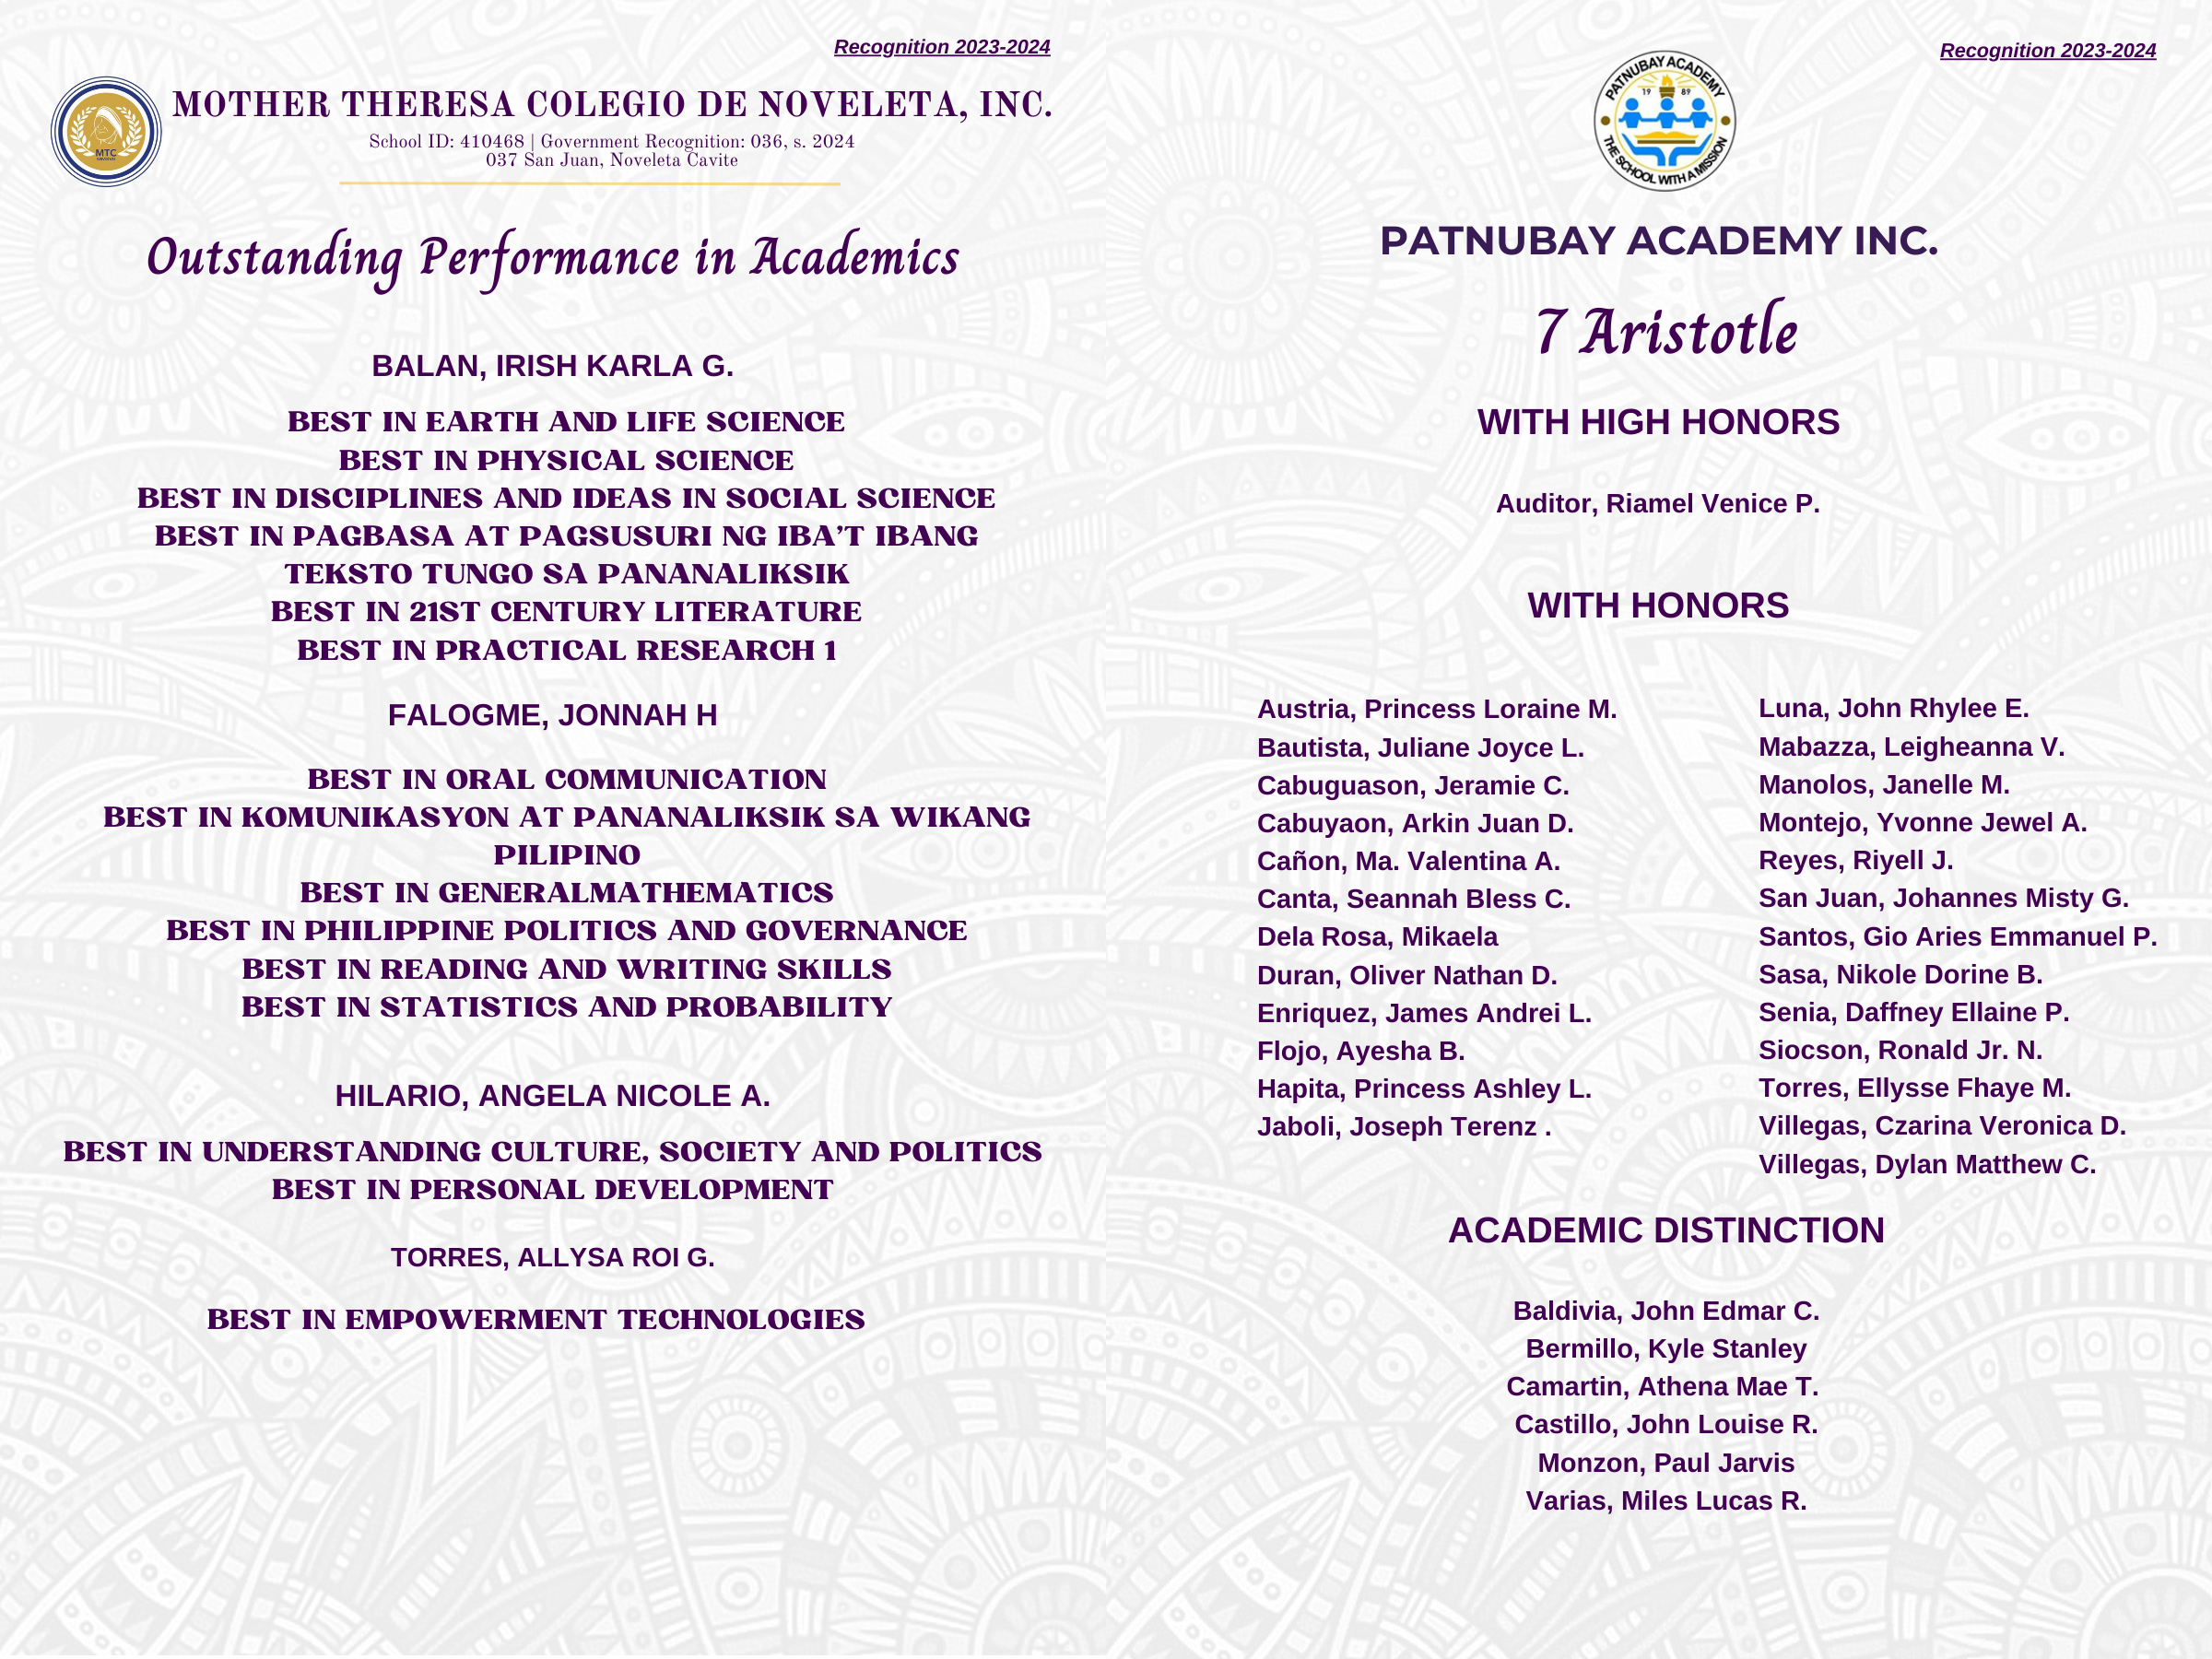 Recognition 2023-2024
MTC
MOTHER THERESA COLEGIO DE NOVELETA, INC.
School ID: 410468 | Government Recognition: 036, s. 2024
037 San Juan, Noveleta Cavite
Outstanding Performance in Academics
BALAN, IRISH KARLA G.
BEST IN EARTH AND LIFE SCIENCE
BEST IN PHYSICAL SCIENCE
BEST IN DISCIPLINES AND IDEAS IN SOCIAL SCIENCE
BEST IN PAGBASA AT PAGSUSURI NG IBA'T IBANG
TEKSTO TUNGO SA PANANALIKSIK
BEST IN 21ST CENTURY LITERATURE
BEST IN PRACTICAL RESEARCH 1
FALOGME, JONNAH H
BEST IN ORAL COMMUNICATION
BEST IN KOMUNIKASYON AT PANANALIKSIK SA WIKANG
PILIPINO
BEST IN GENERALMATHEMATICS
BEST IN PHILIPPINE POLITICS AND GOVERNANCE
BEST IN READING AND WRITING SKILLS
BEST IN STATISTICS AND PROBABILITY
HILARIO, ANGELA NICOLE A.
BEST IN UNDERSTANDING CULTURE, SOCIETY AND POLITICS
BEST IN PERSONAL DEVELOPMENT
TORRES, ALLYSA ROI G.
BEST IN EMPOWERMENT TECHNOLOGIES
Recognition 2023-2024
PATNUBAY ACADEMY
19 89
THE SCHOOL WITH A MISSION
PATNUBAY ACADEMY INC.
7 Aristotle
WITH HIGH HONORS
Auditor, Riamel Venice P.
WITH HONORS
Austria, Princess Loraine M.
Bautista, Juliane Joyce L.
Cabuguason, Jeramie C.
Cabuyaon, Arkin Juan D.
Cañon, Ma. Valentina A.
Canta, Seannah Bless C.
Dela Rosa, Mikaela
Duran, Oliver Nathan D.
Enriquez, James Andrei L.
Flojo, Ayesha B.
Hapita, Princess Ashley L.
Jaboli, Joseph Terenz .
Luna, John Rhylee E.
Mabazza, Leigheanna V.
Manolos, Janelle M.
Montejo, Yvonne Jewel A.
Reyes, Riyell J.
San Juan, Johannes Misty G.
Santos, Gio Aries Emmanuel P.
Sasa, Nikole Dorine B.
Senia, Daffney Ellaine P.
Siocson, Ronald Jr. N.
Torres, Ellysse Fhaye M.
Villegas, Czarina Veronica D.
Villegas, Dylan Matthew C.
ACADEMIC DISTINCTION
Baldivia, John Edmar C.
Bermillo, Kyle Stanley
Camartin, Athena Mae T.
Castillo, John Louise R.
Monzon, Paul Jarvis
Varias, Miles Lucas R.